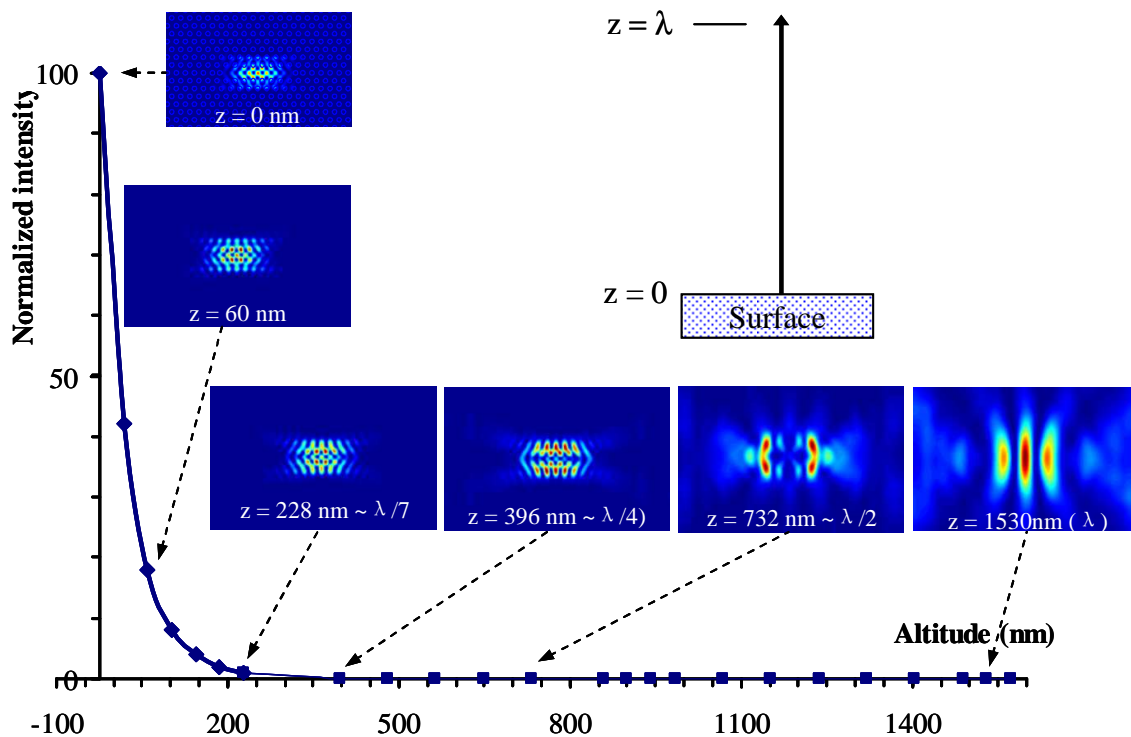 z = λ
100
z = 0 nm
Normalized intensity
z = 60 nm
z = 0
Surface
50
z = 228 nm ~ λ /7
z = 396 nm ~ λ /4)
z = 732 nm ~ λ /2
z = 1530nm ( λ )
Altitude (nm)
0
-100
200
500
800
1100
1400